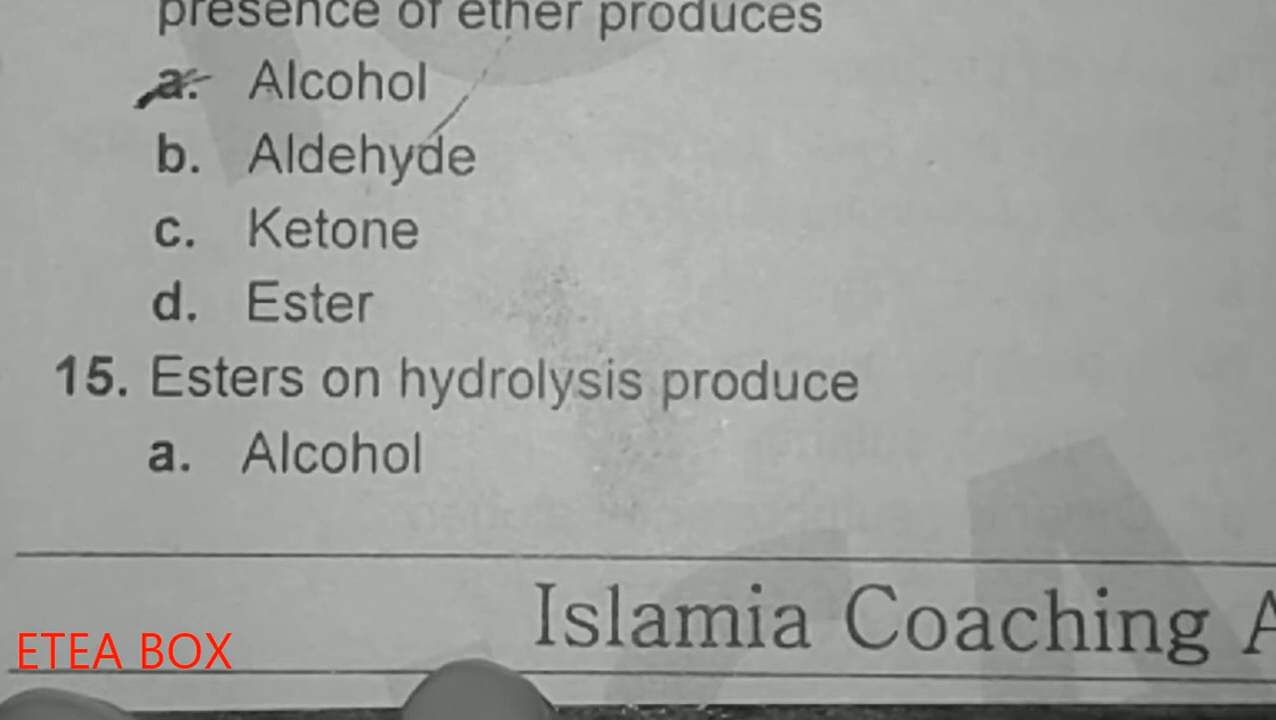 presence of ether produces
a. Alcohol
b. Aldehyde
c. Ketone
d. Ester
15. Esters on hydrolysis produce
a. Alcohol
Islamia Coaching A
ETEA BOX